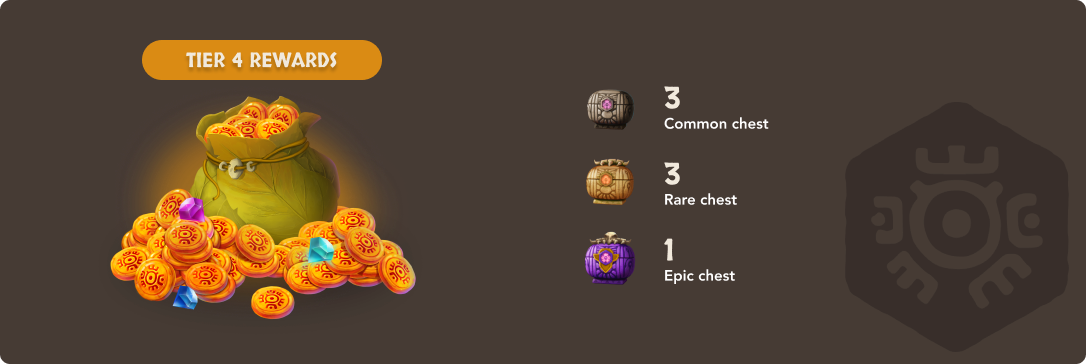 TIER 4 REWARDS
3
Common chest
3
Rare chest
1
Epic chest